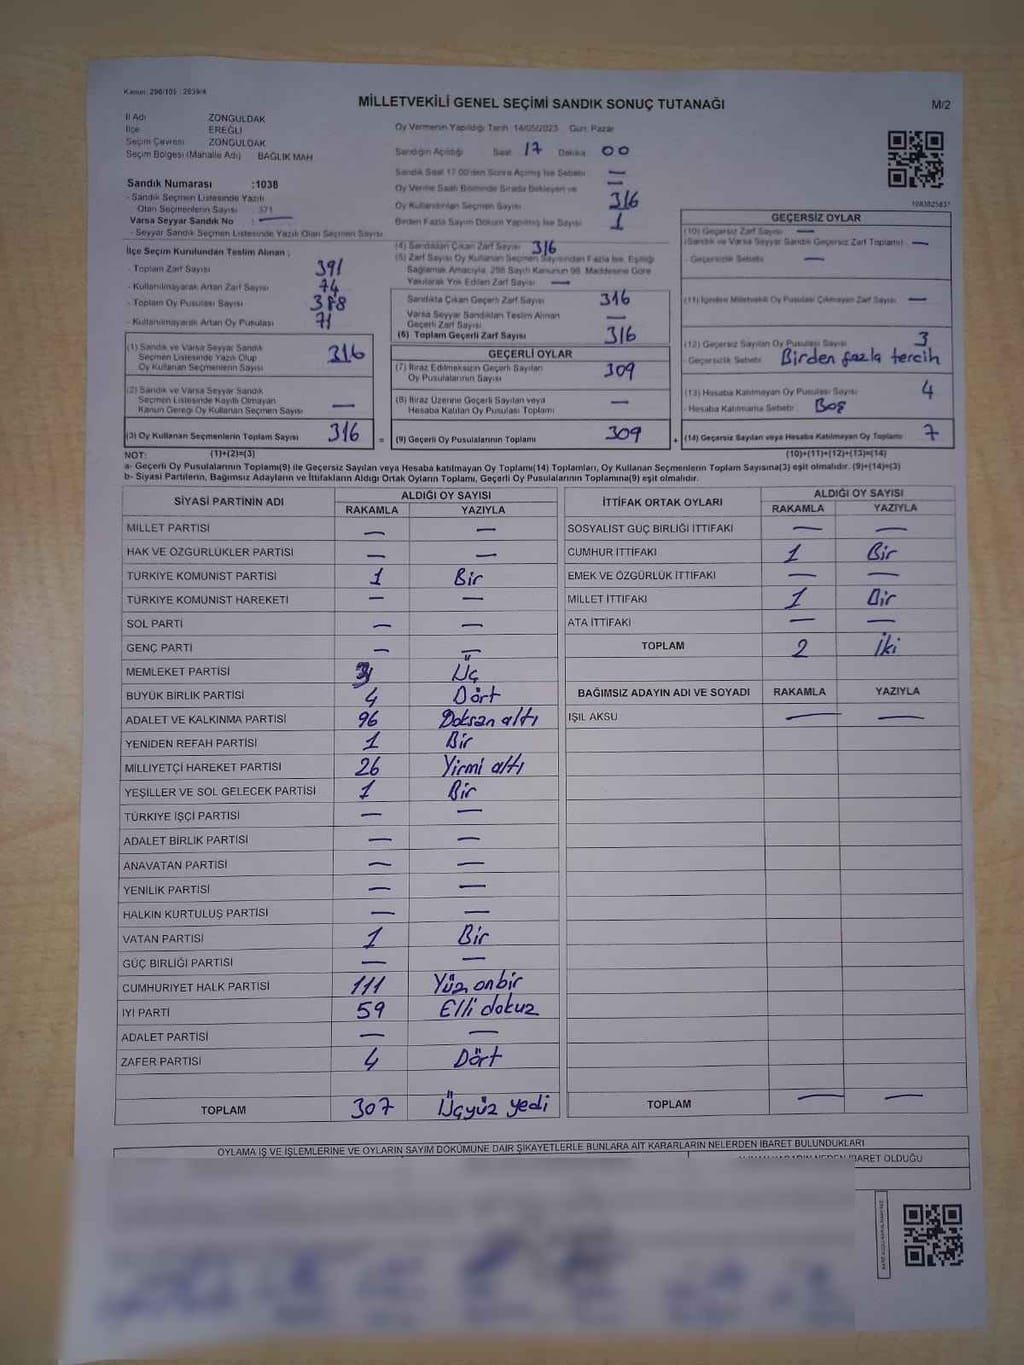 Kanun: 298/105 - 2839/4
MİLLETVEKİLİ GENEL SEÇİMİ SANDIK SONUÇ TUTANAĞI
M/2
İl Adı ZONGULDAK
İlçe EREĞLİ
Seçim Çevresi ZONGULDAK
Seçim Bölgesi (Mahalle Adı) BAĞLIK MAH
Oy Vermenin Yapıldığı Tarih 14/05/2023 Gün: Pazar
Sandığın Açıldığı Saat 17 Dakika 00
Sandık Saat 17:00'den Sonra Açılmış İse Sebebi —
Oy Verme Saati Bitiminde Sırada Bekleyen ve —
Oy Kullandırılan Seçmen Sayısı 316
Birden Fazla Sayım Döküm Yapılmış İse Sayısı 1
Sandık Numarası :1038
- Sandık Seçmen Listesinde Yazılı
Olan Seçmenlerin Sayısı : 371
Varsa Seyyar Sandık No : —
- Seyyar Sandık Seçmen Listesinde Yazılı Olan Seçmen Sayısı
İlçe Seçim Kurulundan Teslim Alınan ;
- Toplam Zarf Sayısı 391
- Kullanılmayarak Artan Zarf Sayısı 74
- Toplam Oy Pusulası Sayısı 388
- Kullanılmayarak Artan Oy Pusulası 71
(1) Sandık ve Varsa Seyyar Sandık
Seçmen Listesinde Yazılı Olup
Oy Kullanan Seçmenlerin Sayısı 316
(2) Sandık ve Varsa Seyyar Sandık
Seçmen Listesinde Kayıtlı Olmayan
Kanun Gereği Oy Kullanan Seçmen Sayısı —
(3) Oy Kullanan Seçmenlerin Toplam Sayısı 316 =
(4) Sandıktan Çıkan Zarf Sayısı 316
(5) Zarf Sayısı Oy Kullanan Seçmen Sayısından Fazla İse, Eşitliği
Sağlamak Amacıyla, 298 Sayılı Kanunun 98. Maddesine Göre
Yakılarak Yok Edilen Zarf Sayısı —
Sandıkta Çıkan Geçerli Zarf Sayısı 316
Varsa Seyyar Sandıktan Teslim Alınan
Geçerli Zarf Sayısı —
(6) Toplam Geçerli Zarf Sayısı 316
GEÇERLİ OYLAR
(7) İtiraz Edilmeksizin Geçerli Sayılan
Oy Pusulalarının Sayısı 309
(8) İtiraz Üzerine Geçerli Sayılan veya
Hesaba Katılan Oy Pusulası Toplamı —
(9) Geçerli Oy Pusulalarının Toplamı 309 +
GEÇERSİZ OYLAR
(10) Geçersiz Zarf Sayısı —
(Sandık ve Varsa Seyyar Sandık Geçersiz Zarf Toplamı) —
- Geçersizlik Sebebi —
(11) İçinden Milletvekili Oy Pusulası Çıkmayan Zarf Sayısı —
(12) Geçersiz Sayılan Oy Pusulası Sayısı 3
- Geçersizlik Sebebi Birden fazla tercih
(13) Hesaba Katılmayan Oy Pusulası Sayısı 4
- Hesaba Katılmama Sebebi Boş
(14) Geçersiz Sayılan veya Hesaba Katılmayan Oy Toplamı 7
NOT: (1)+(2)=(3) (10)+(11)+(12)+(13)=(14)
a- Geçerli Oy Pusulalarının Toplamı(9) ile Geçersiz Sayılan veya Hesaba katılmayan Oy Toplamı(14) Toplamları, Oy Kullanan Seçmenlerin Toplam Sayısına(3) eşit olmalıdır. (9)+(14)=(3)
b- Siyasi Partilerin, Bağımsız Adayların ve İttifakların Aldığı Ortak Oyların Toplamı, Geçerli Oy Pusulalarının Toplamına(9) eşit olmalıdır.
SİYASİ PARTİNİN ADI ALDIĞI OY SAYISI
RAKAMLA YAZIYLA
MİLLET PARTİSİ — —
HAK VE ÖZGÜRLÜKLER PARTİSİ — —
TÜRKİYE KOMÜNİST PARTİSİ 1 Bir
TÜRKİYE KOMÜNİST HAREKETİ — —
SOL PARTİ — —
GENÇ PARTİ — —
MEMLEKET PARTİSİ 3 Üç
BÜYÜK BİRLİK PARTİSİ 4 Dört
ADALET VE KALKINMA PARTİSİ 96 Doksan altı
YENİDEN REFAH PARTİSİ 1 Bir
MİLLİYETÇİ HAREKET PARTİSİ 26 Yirmi altı
YEŞİLLER VE SOL GELECEK PARTİSİ 1 Bir
TÜRKİYE İŞÇİ PARTİSİ — —
ADALET BİRLİK PARTİSİ — —
ANAVATAN PARTİSİ — —
YENİLİK PARTİSİ — —
HALKIN KURTULUŞ PARTİSİ — —
VATAN PARTİSİ 1 Bir
GÜÇ BİRLİĞİ PARTİSİ — —
CUMHURİYET HALK PARTİSİ 111 Yüz onbir
İYİ PARTİ 59 Elli dokuz
ADALET PARTİSİ — —
ZAFER PARTİSİ 4 Dört
TOPLAM 307 Üçyüz yedi
İTTİFAK ORTAK OYLARI ALDIĞI OY SAYISI
RAKAMLA YAZIYLA
SOSYALİST GÜÇ BİRLİĞİ İTTİFAKI — —
CUMHUR İTTİFAKI 1 Bir
EMEK VE ÖZGÜRLÜK İTTİFAKI — —
MİLLET İTTİFAKI 1 Bir
ATA İTTİFAKI — —
TOPLAM 2 İki
BAĞIMSIZ ADAYIN ADI VE SOYADI RAKAMLA YAZIYLA
IŞIL AKSU — —
TOPLAM — —
OYLAMA İŞ VE İŞLEMLERİNE VE OYLARIN SAYIM DÖKÜMÜNE DAİR ŞİKAYETLERLE BUNLARA AİT KARARLARIN NELERDEN İBARET BULUNDUKLARI
İBARET OLDUĞU